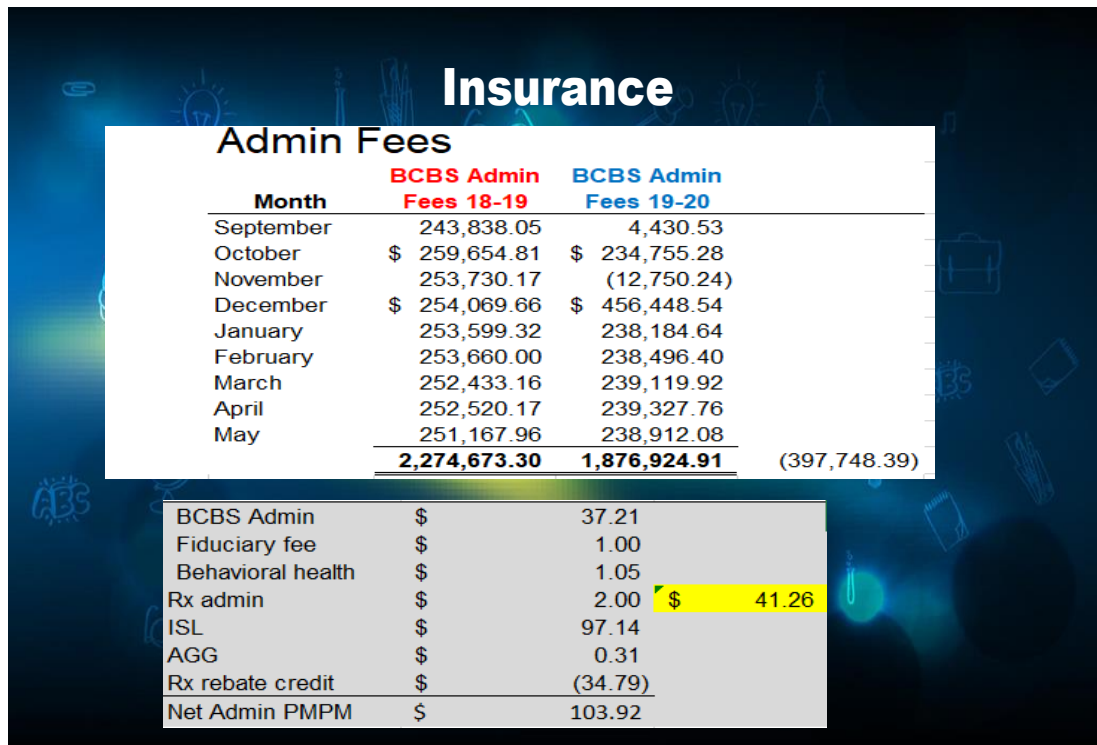 Insurance
Admin Fees
BCBS Admin BCBS Admin
Month Fees 18-19 Fees 19-20
September 243,838.05 4,430.53
October $ 259,654.81 $ 234,755.28
November 253,730.17 (12,750.24)
December $ 254,069.66 $ 456,448.54
January 253,599.32 238,184.64
February 253,660.00 238,496.40
March 252,433.16 239,119.92
April 252,520.17 239,327.76
May 251,167.96 238,912.08
2,274,673.30 1,876,924.91 (397,748.39)
BCBS Admin $ 37.21
Fiduciary fee $ 1.00
Behavioral health $ 1.05
Rx admin $ 2.00 $ 41.26
ISL $ 97.14
AGG $ 0.31
Rx rebate credit $ (34.79)
Net Admin PMPM $ 103.92
ABC